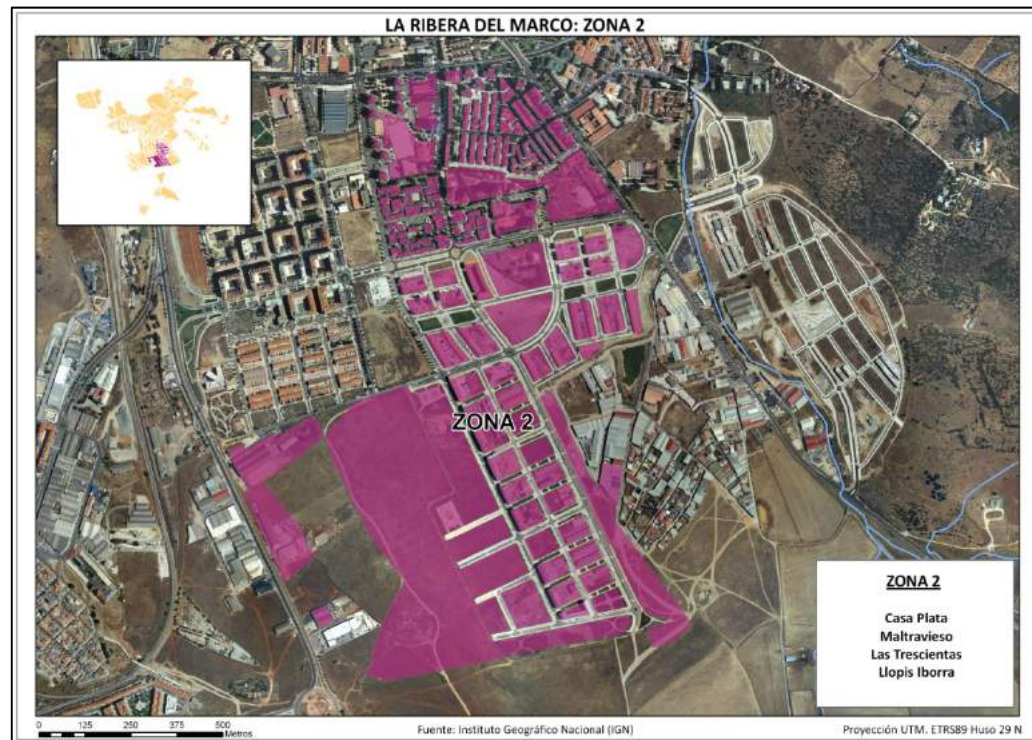 LA RIBERA DEL MARCO: ZONA 2
ZONA 2
ZONA 2
Casa Plata
Maltravieso
Las Trescientas
Llopis Iborra
0 125 250 375 500
Metros
Fuente: Instituto Geográfico Nacional (IGN)
Proyección UTM. ETRS89 Huso 29 N